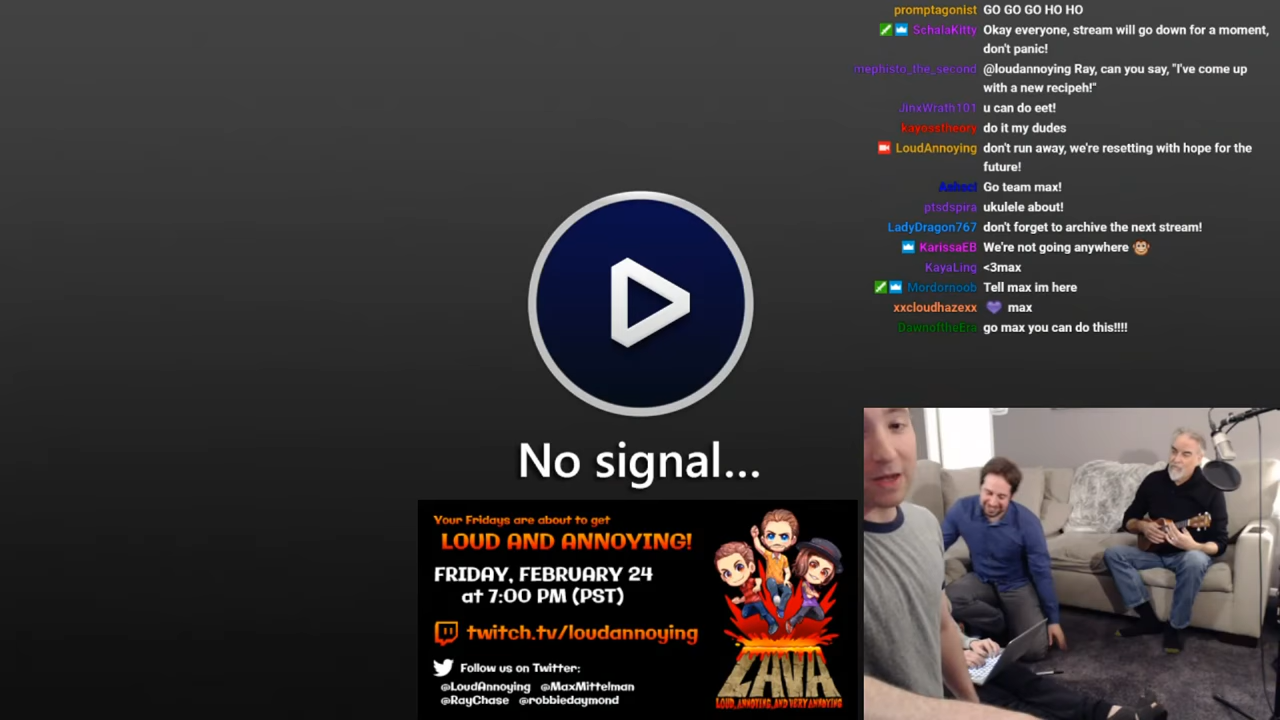 promptagonist GO GO GO HO HO
SchalaKitty Okay everyone, stream will go down for a moment,
don't panic!
mephisto_the_second @loudannoying Ray, can you say, "I've come up
with a new recipeh!"
JinxWrath101 u can do eet!
kayosstheory do it my dudes
LoudAnnoying don't run away, we're resetting with hope for the
future!
Go team max!
ptsdspira ukulele about!
LadyDragon767 don't forget to archive the next stream!
KarissaEB We're not going anywhere
KayaLing <3max
Mordornoob Tell max im here
xxcloudhazexx max
DawnoftheEra go max you can do this!!!!
No signal...
Your Fridays are about to get
LOUD AND ANNOYING!
FRIDAY, FEBRUARY 24
at 7:00 PM (PST)
twitch.tv/loudannoying
Follow us on Twitter:
@LoudAnnoying @MaxMittelman
@RayChase @robbiedaymond
LAVA
LOUD, ANNOYING, AND VERY ANNOYING